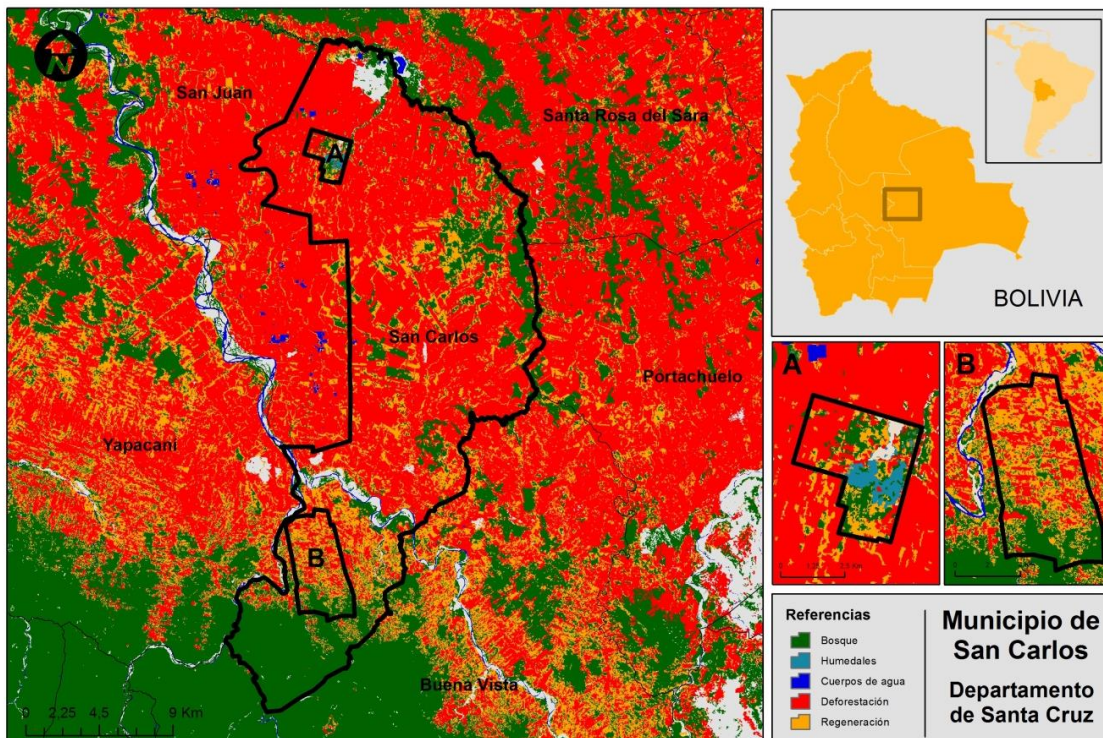 N
San Juan
Santa Rosa del Sara
A
San Carlos
Portachuelo
Yapacaní
B
Buena Vista
0 2,25 4,5 9 Km
BOLIVIA
A
B
Referencias
Bosque
Humedales
Cuerpos de agua
Deforestación
Regeneración
Municipio de
San Carlos
Departamento
de Santa Cruz